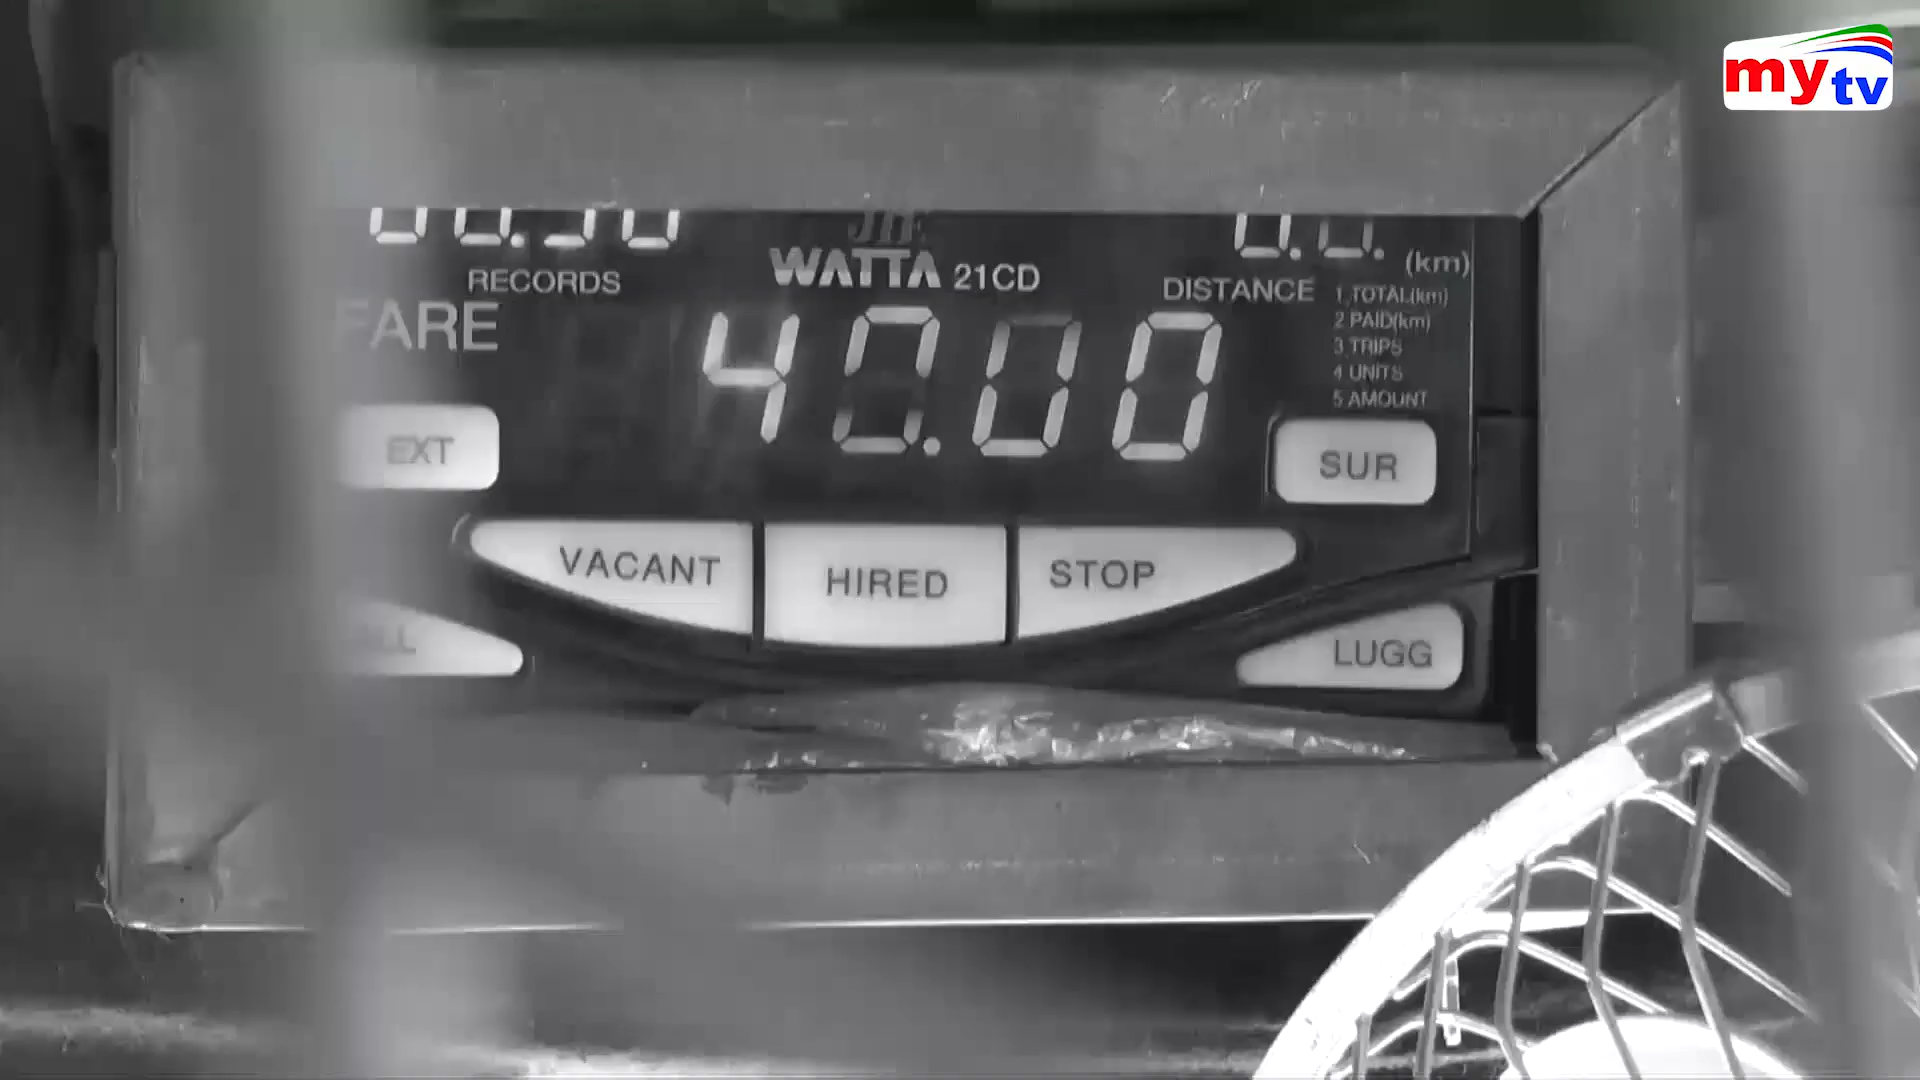 mytv
RECORDS
WATTA 21CD
(km)
DISTANCE
1.TOTAL(km)
2.PAID(km)
3.TRIPS
4 UNITS
5 AMOUNT
FARE
40.00
EXT
SUR
VACANT
HIRED
STOP
LUGG